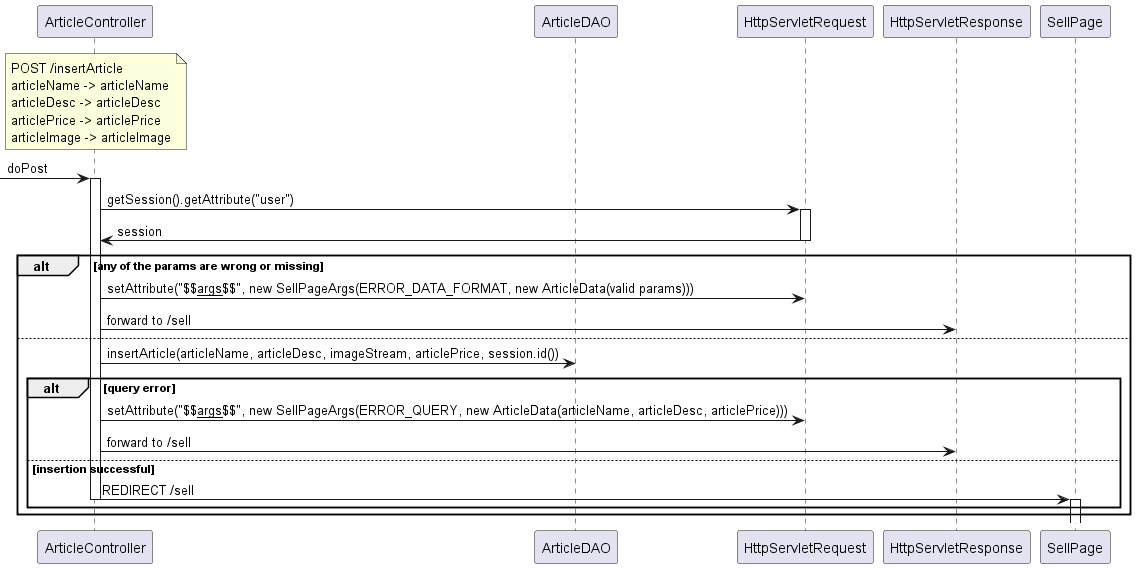 ArticleController
ArticleDAO
HttpServletRequest
HttpServletResponse
SellPage
POST /insertArticle
articleName -> articleName
articleDesc -> articleDesc
articlePrice -> articlePrice
articleImage -> articleImage
doPost
getSession().getAttribute("user")
session
alt
[any of the params are wrong or missing]
setAttribute("$$args$$", new SellPageArgs(ERROR_DATA_FORMAT, new ArticleData(valid params)))
forward to /sell
insertArticle(articleName, articleDesc, imageStream, articlePrice, session.id())
alt
[query error]
setAttribute("$$args$$", new SellPageArgs(ERROR_QUERY, new ArticleData(articleName, articleDesc, articlePrice)))
forward to /sell
[insertion successful]
REDIRECT /sell
ArticleController
ArticleDAO
HttpServletRequest
HttpServletResponse
SellPage